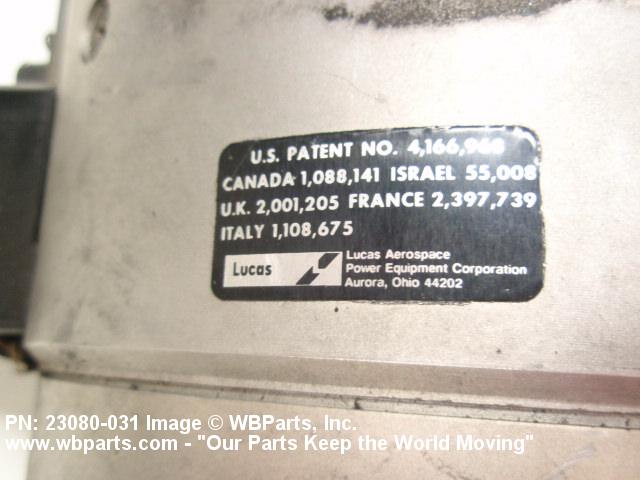 U.S. PATENT NO. 4,166,968
CANADA 1,088,141 ISRAEL 55,008
U.K. 2,001,205 FRANCE 2,397,739
ITALY 1,108,675
Lucas
Lucas Aerospace
Power Equipment Corporation
Aurora, Ohio 44202
PN: 23080-031 Image © WBParts, Inc.
www.wbparts.com - "Our Parts Keep the World Moving"